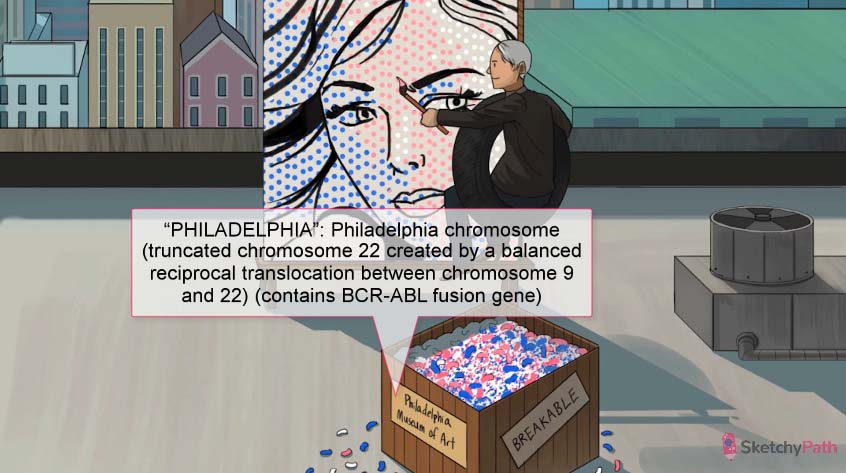 “PHILADELPHIA”: Philadelphia chromosome
(truncated chromosome 22 created by a balanced
reciprocal translocation between chromosome 9
and 22) (contains BCR-ABL fusion gene)
Philadelphia
Museum of Art
BREAKABLE
SketchyPath